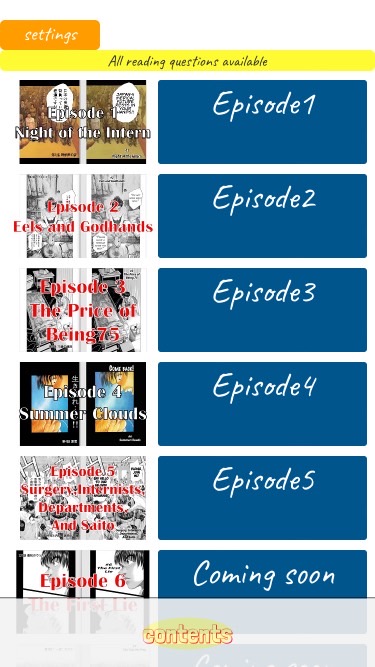 settings
All reading questions available
Episode 1
Night of the Intern
Episode1
Episode 2
Eels and Godhands
Episode2
Episode 3
The Price of
Being75
Episode3
COME BACK!
Episode 4
Summer Clouds
Episode4
Episode 5
Surgery,Internists,
Departments,
And Saito
Episode5
Episode 6
The First Lie
Coming soon
contents